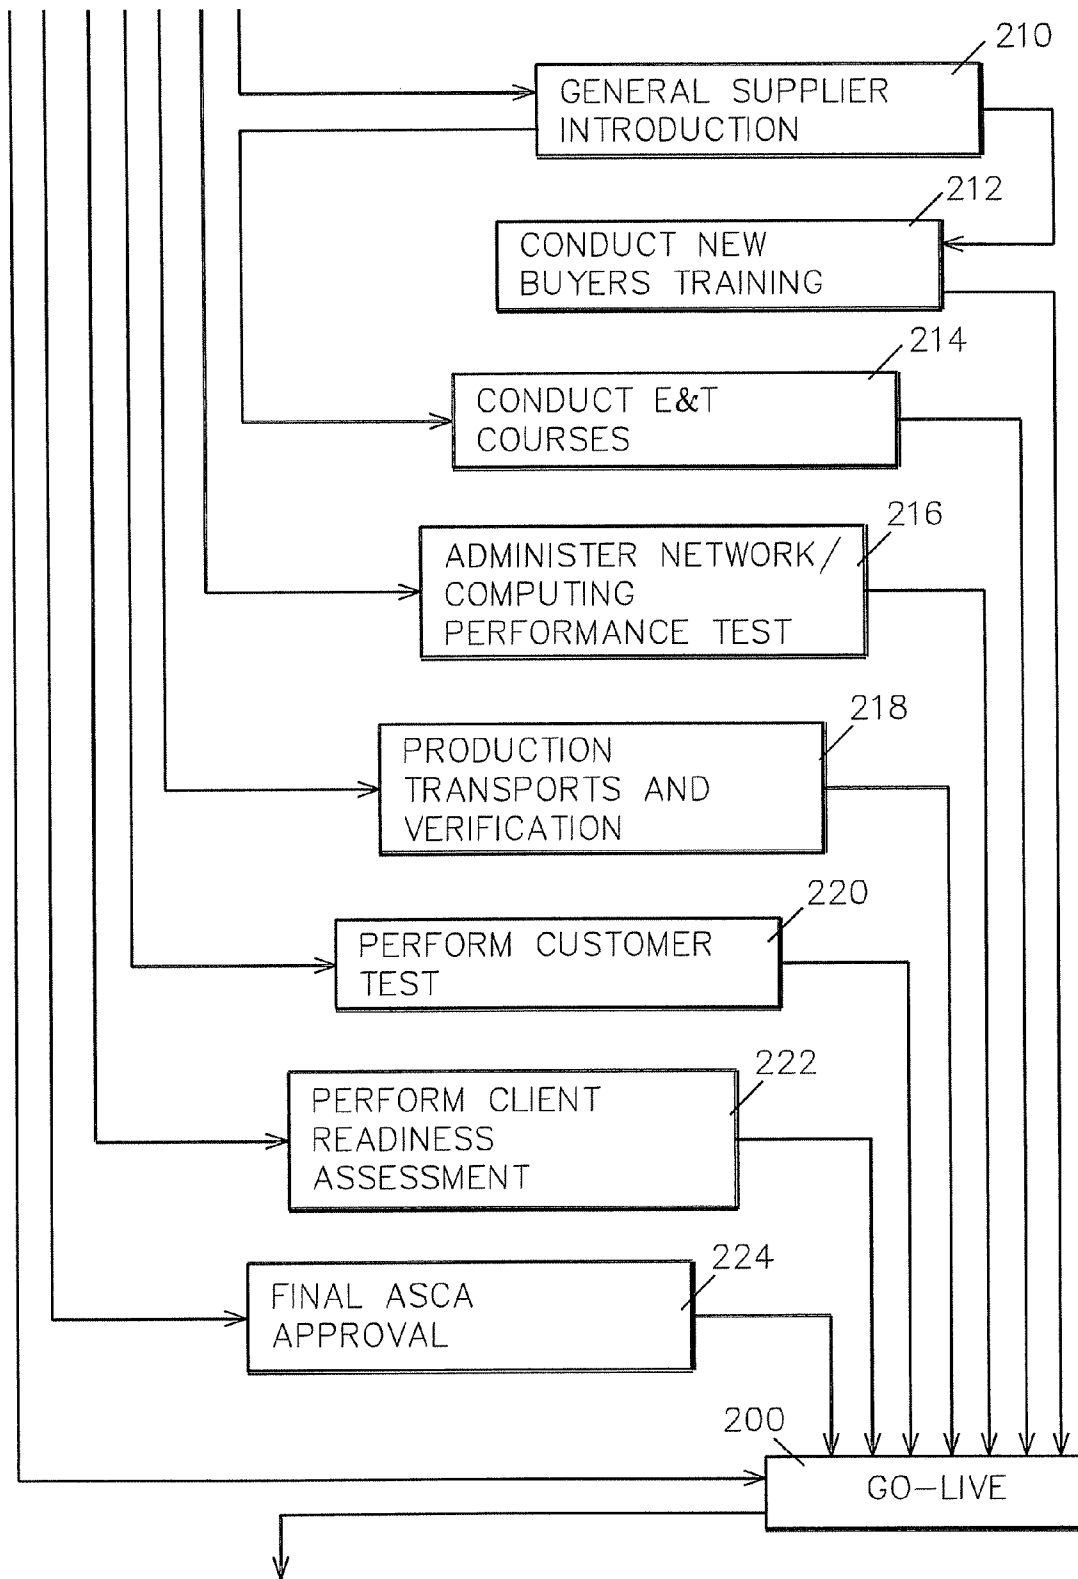 210
GENERAL SUPPLIER
INTRODUCTION
212
CONDUCT NEW
BUYERS TRAINING
214
CONDUCT E&T
COURSES
216
ADMINISTER NETWORK/
COMPUTING
PERFORMANCE TEST
218
PRODUCTION
TRANSPORTS AND
VERIFICATION
220
PERFORM CUSTOMER
TEST
222
PERFORM CLIENT
READINESS
ASSESSMENT
224
FINAL ASCA
APPROVAL
200
GO-LIVE